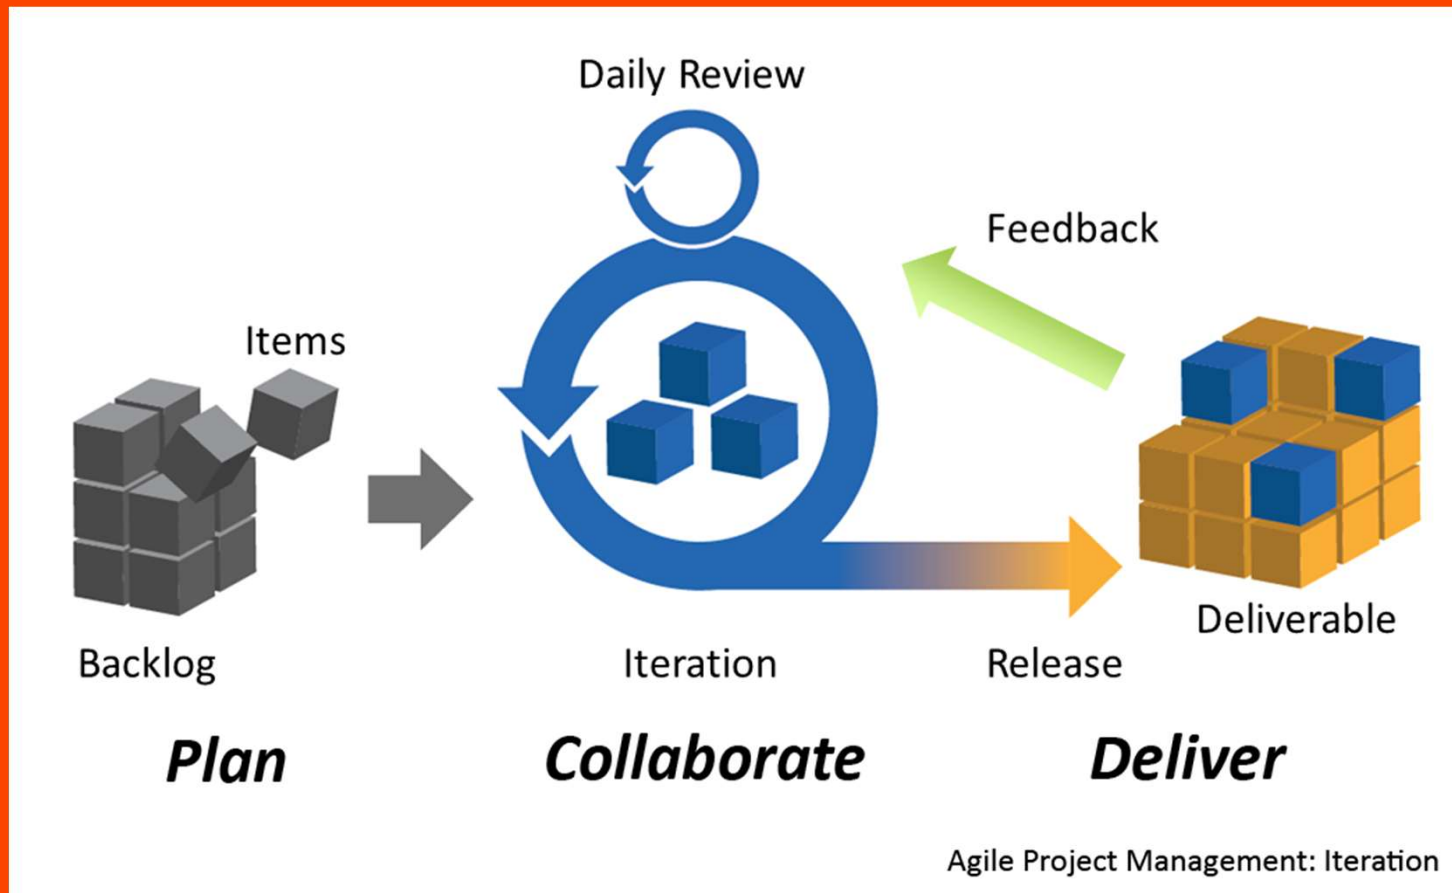 Daily Review
Feedback
Items
Deliverable
Backlog
Iteration
Release
Plan
Collaborate
Deliver
Agile Project Management: Iteration